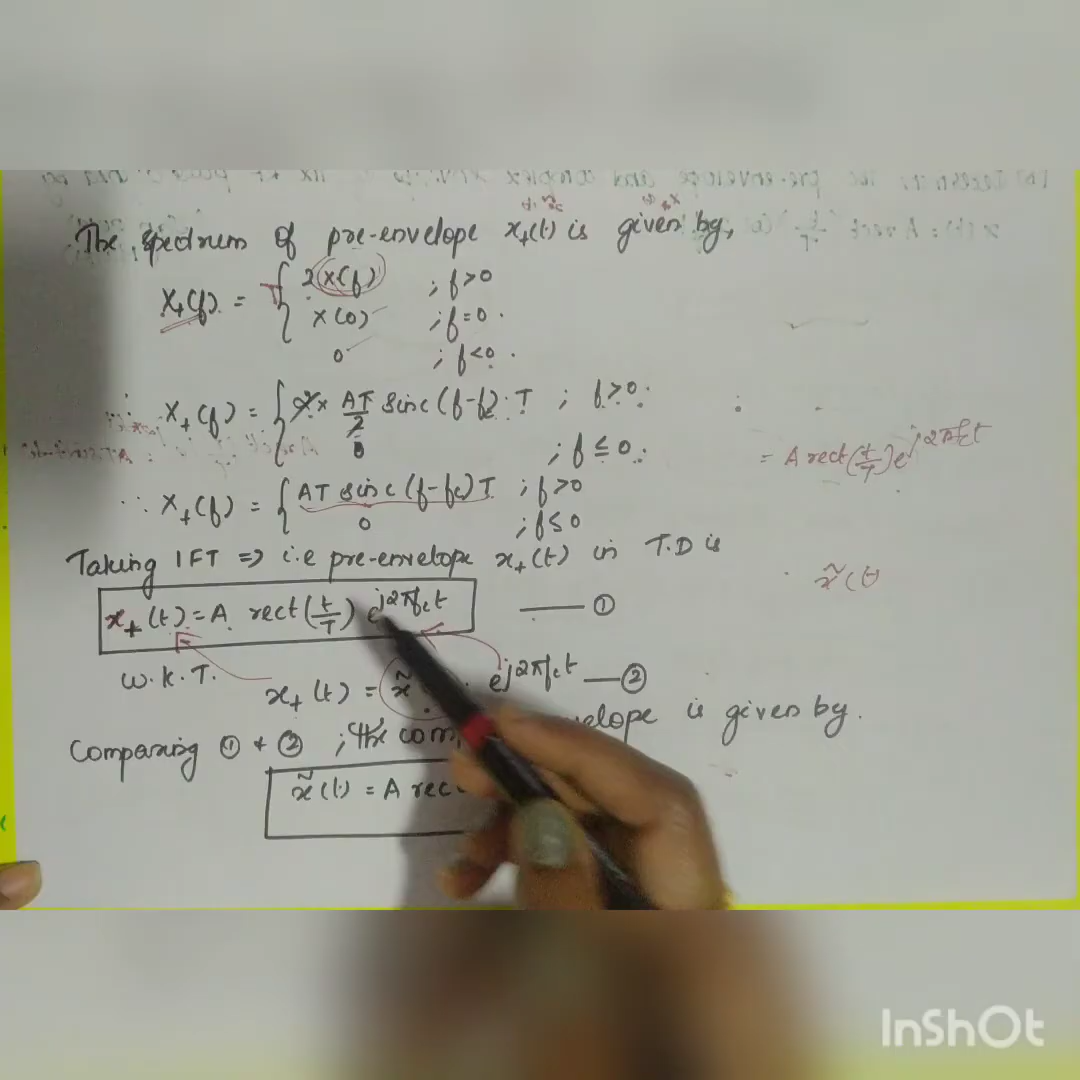 The spectrum of pre-envelope x₊(t) is given by,
X₊(f) = { 2 X(f) ; f>0
X(0) ; f=0.
0 ; f<0.
∴ X₊(f) = { 2 x AT/2 sinc (f-fc) T ; f>0.
0 ; f ≤ 0.
= A rect(t/T) e^j2πfct
∴ X₊(f) = { AT sinc (f-fc) T ; f>0
0 ; f≤0
Taking IFT => i.e pre-envelope x₊(t) in T.D is
x̃(t)
x₊(t) = A rect(t/T) e^j2πfct —— ①
W.K.T. x₊(t) = x̃ e^j2πfct — ②
Comparing ① + ② ; the com elope is given by.
x̃(t) = A rec
InShOt